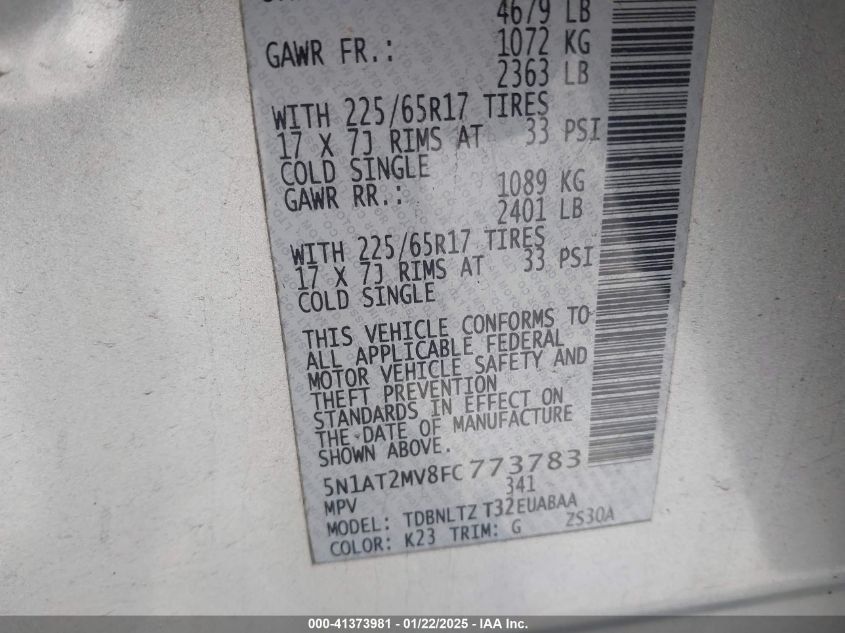 4679 LB
GAWR FR.: 1072 KG
2363 LB
WITH 225/65R17 TIRES
17 X 7J RIMS AT 33 PSI
COLD SINGLE
GAWR RR.: 1089 KG
2401 LB
WITH 225/65R17 TIRES
17 X 7J RIMS AT 33 PSI
COLD SINGLE
THIS VEHICLE CONFORMS TO
ALL APPLICABLE FEDERAL
MOTOR VEHICLE SAFETY AND
THEFT PREVENTION
STANDARDS IN EFFECT ON
THE DATE OF MANUFACTURE
SHOWN ABOVE.
5N1AT2MV8FC773783
MPV 341
MODEL: TDBNLTZ T32EUABAA
COLOR: K23 TRIM: G ZS30A
000-41373981 - 01/22/2025 - IAA Inc.